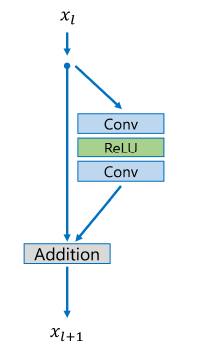 x_l
Conv
ReLU
Conv
Addition
x_{l+1}